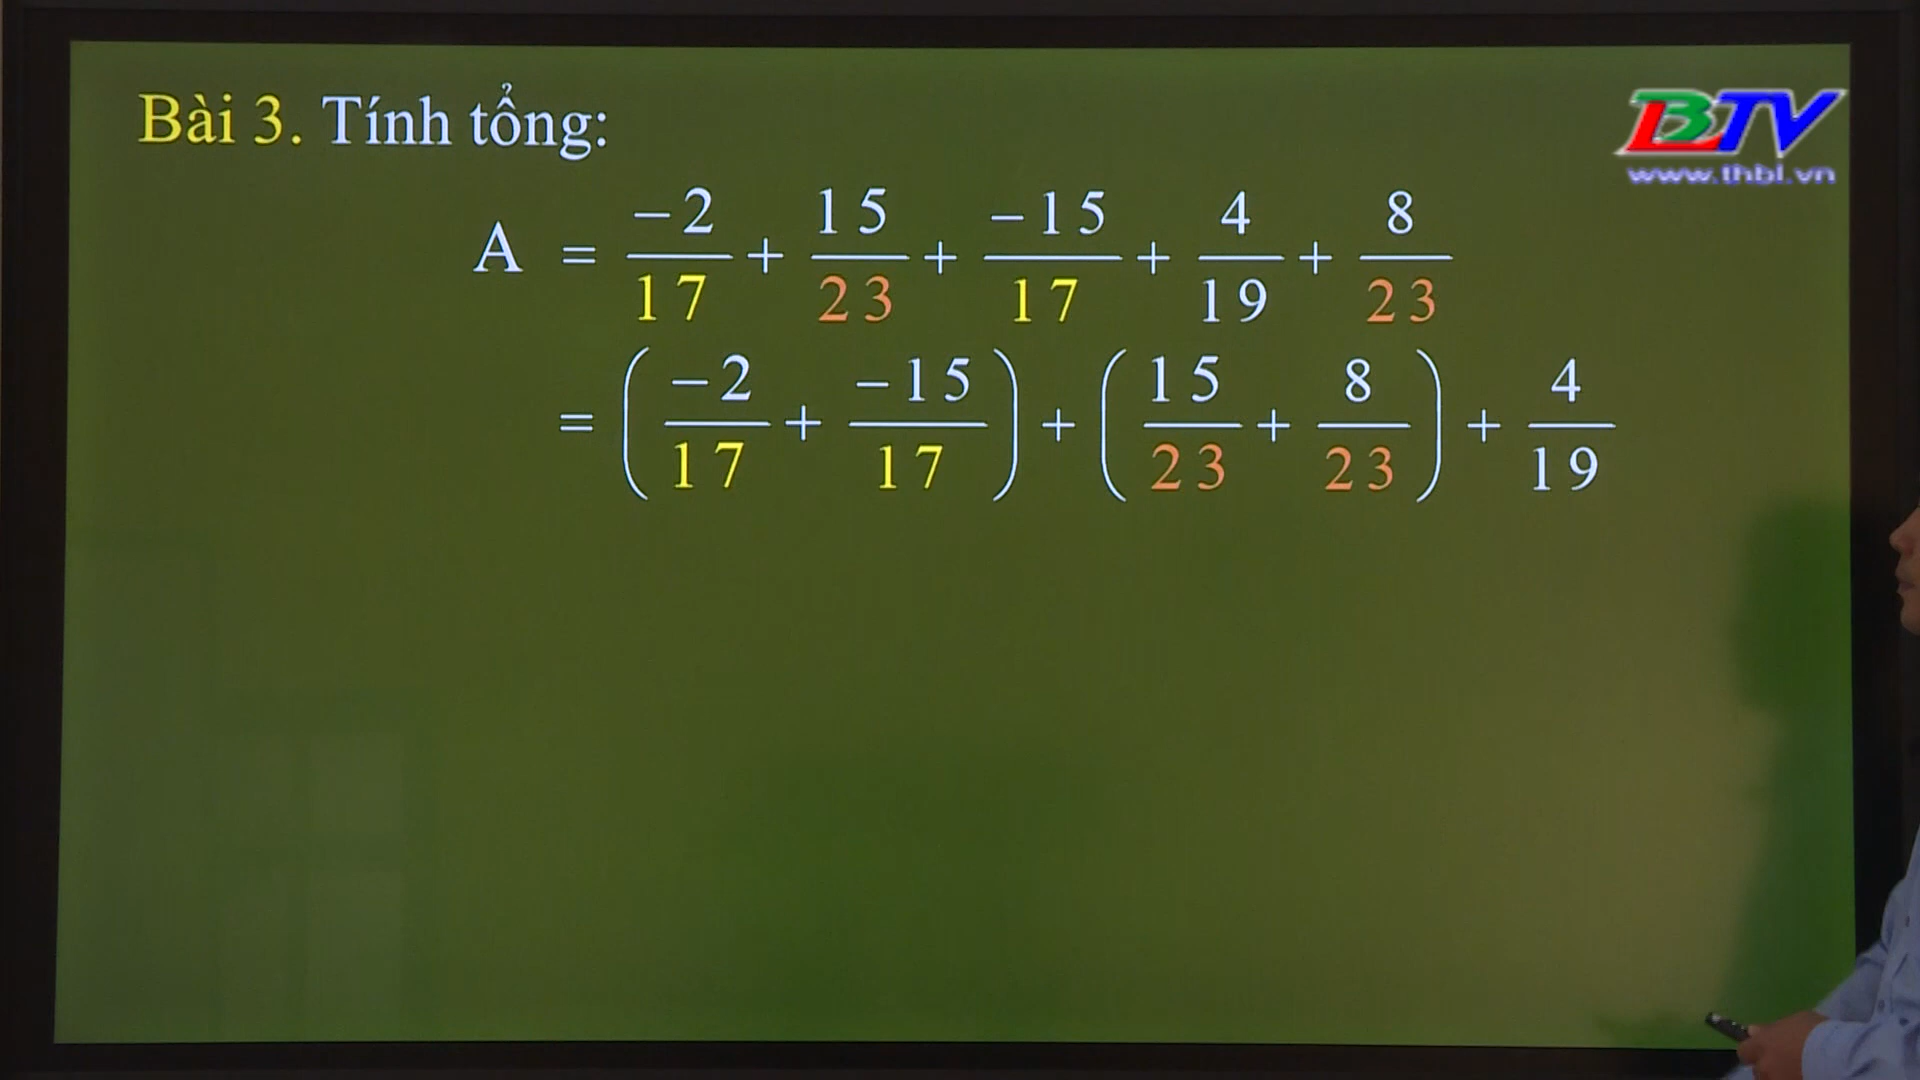 Bài 3. Tính tổng:
BTV
www.thbl.vn
A = -2/17 + 15/23 + -15/17 + 4/19 + 8/23
= (-2/17 + -15/17) + (15/23 + 8/23) + 4/19